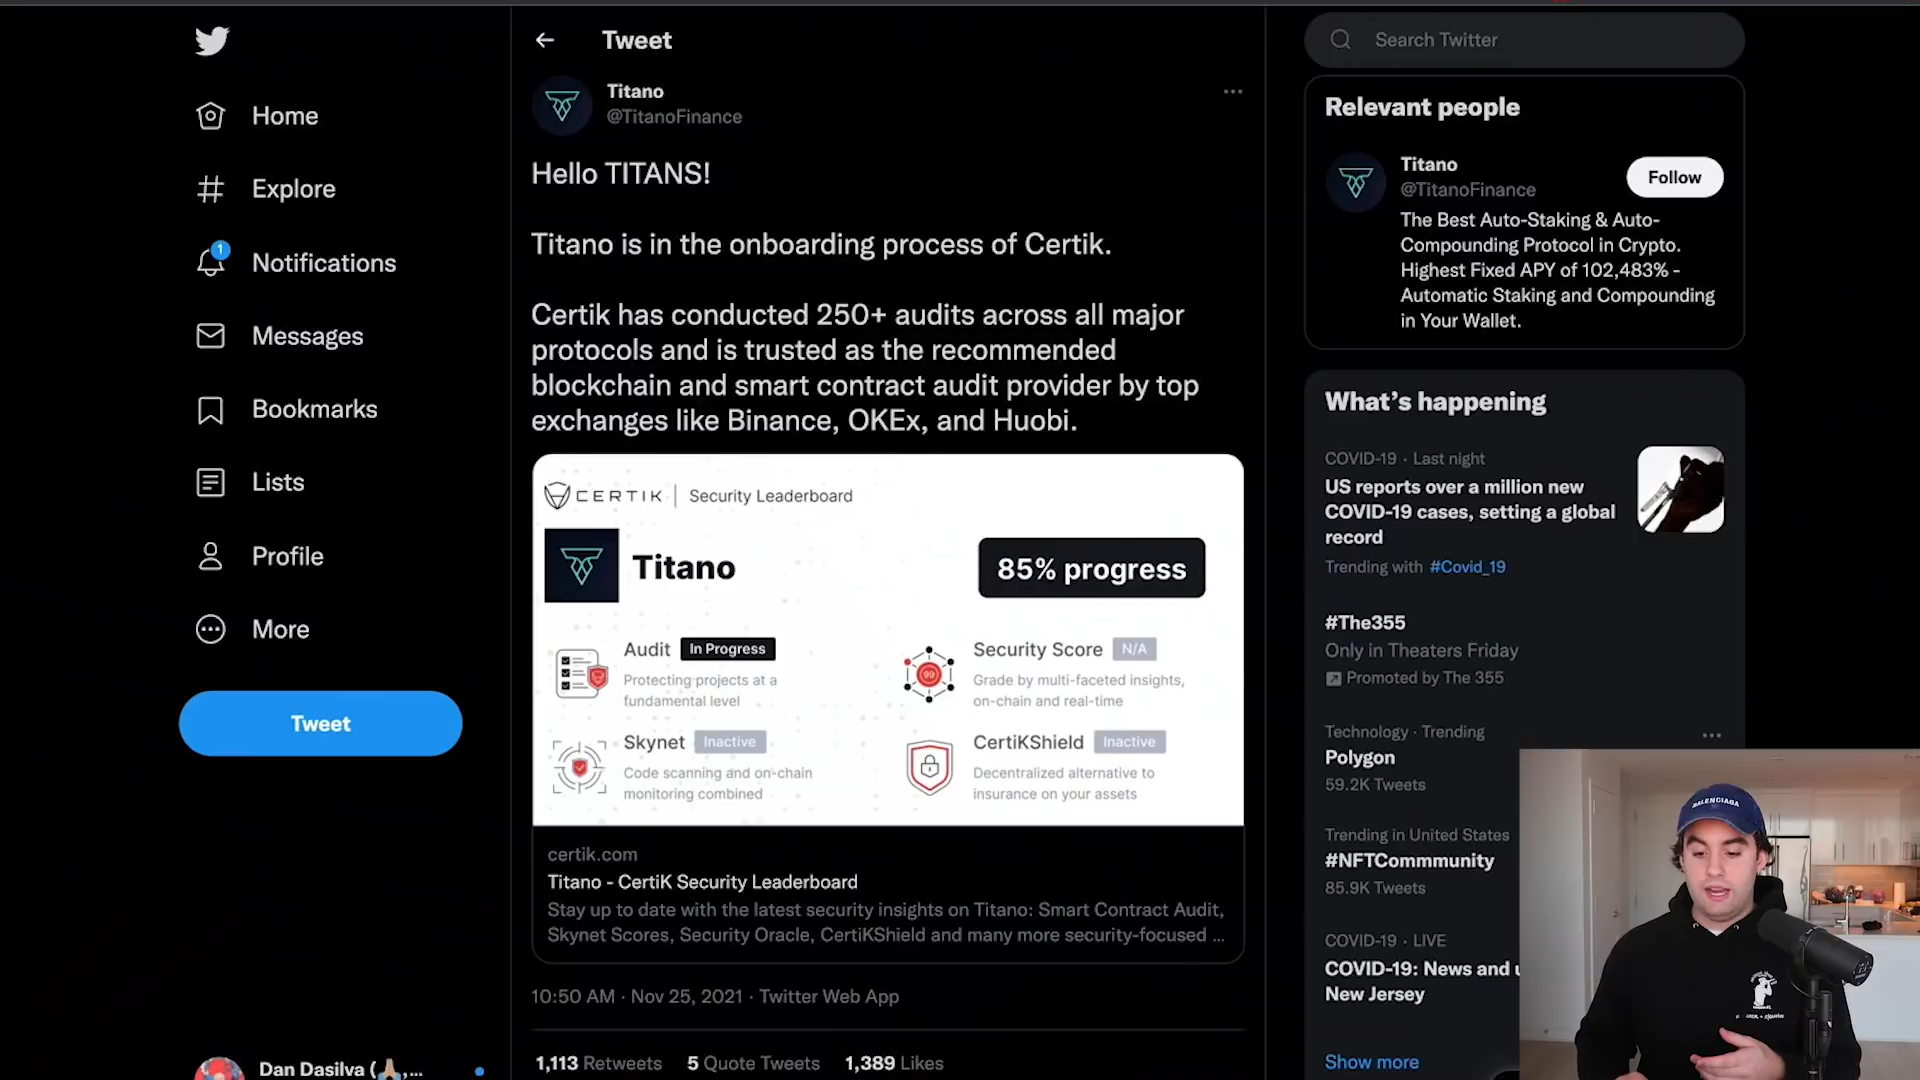 Home
Explore
1
Notifications
Messages
Bookmarks
Lists
Profile
More
Tweet
Dan Dasilva (🙏🏼,...
Tweet
Titano
@TitanoFinance
Hello TITANS!
Titano is in the onboarding process of Certik.
Certik has conducted 250+ audits across all major
protocols and is trusted as the recommended
blockchain and smart contract audit provider by top
exchanges like Binance, OKEx, and Huobi.
CERTIK | Security Leaderboard
Titano
85% progress
Audit In Progress
Protecting projects at a
fundamental level
99
Security Score N/A
Grade by multi-faceted insights,
on-chain and real-time
Skynet Inactive
Code scanning and on-chain
monitoring combined
CertiKShield Inactive
Decentralized alternative to
insurance on your assets
certik.com
Titano - CertiK Security Leaderboard
Stay up to date with the latest security insights on Titano: Smart Contract Audit,
Skynet Scores, Security Oracle, CertiKShield and many more security-focused ...
10:50 AM · Nov 25, 2021 · Twitter Web App
1,113 Retweets 5 Quote Tweets 1,389 Likes
Search Twitter
Relevant people
Titano
@TitanoFinance
Follow
The Best Auto-Staking & Auto-
Compounding Protocol in Crypto.
Highest Fixed APY of 102,483% -
Automatic Staking and Compounding
in Your Wallet.
What's happening
COVID-19 · Last night
US reports over a million new
COVID-19 cases, setting a global
record
Trending with #Covid_19
#The355
Only in Theaters Friday
Promoted by The 355
Technology · Trending
Polygon
59.2K Tweets
Trending in United States
#NFTCommmunity
85.9K Tweets
COVID-19 · LIVE
COVID-19: News and
New Jersey
Show more
BALENCIAGA